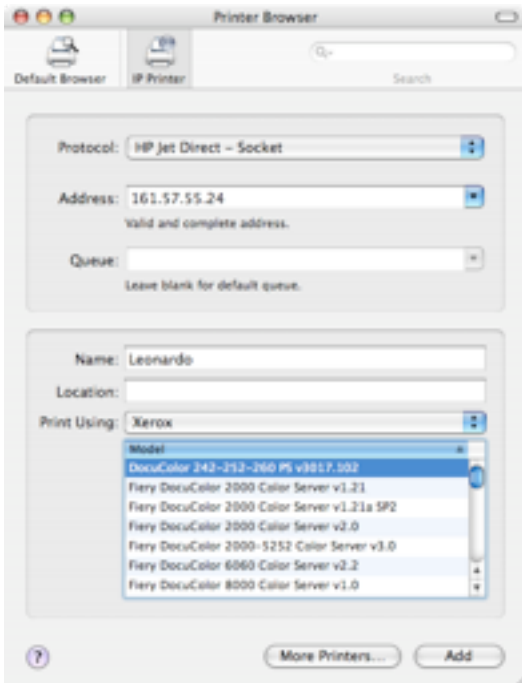 Printer Browser
Default Browser
IP Printer
Search
Protocol: HP Jet Direct – Socket
Address: 161.57.55.24
Valid and complete address.
Queue:
Leave blank for default queue.
Name: Leonardo
Location:
Print Using: Xerox
Model
DocuColor 242-252-260 PS v3017.102
Fiery DocuColor 2000 Color Server v1.21
Fiery DocuColor 2000 Color Server v1.21a SP2
Fiery DocuColor 2000 Color Server v2.0
Fiery DocuColor 2000-5252 Color Server v3.0
Fiery DocuColor 6060 Color Server v2.2
Fiery DocuColor 8000 Color Server v1.0
?
More Printers...
Add